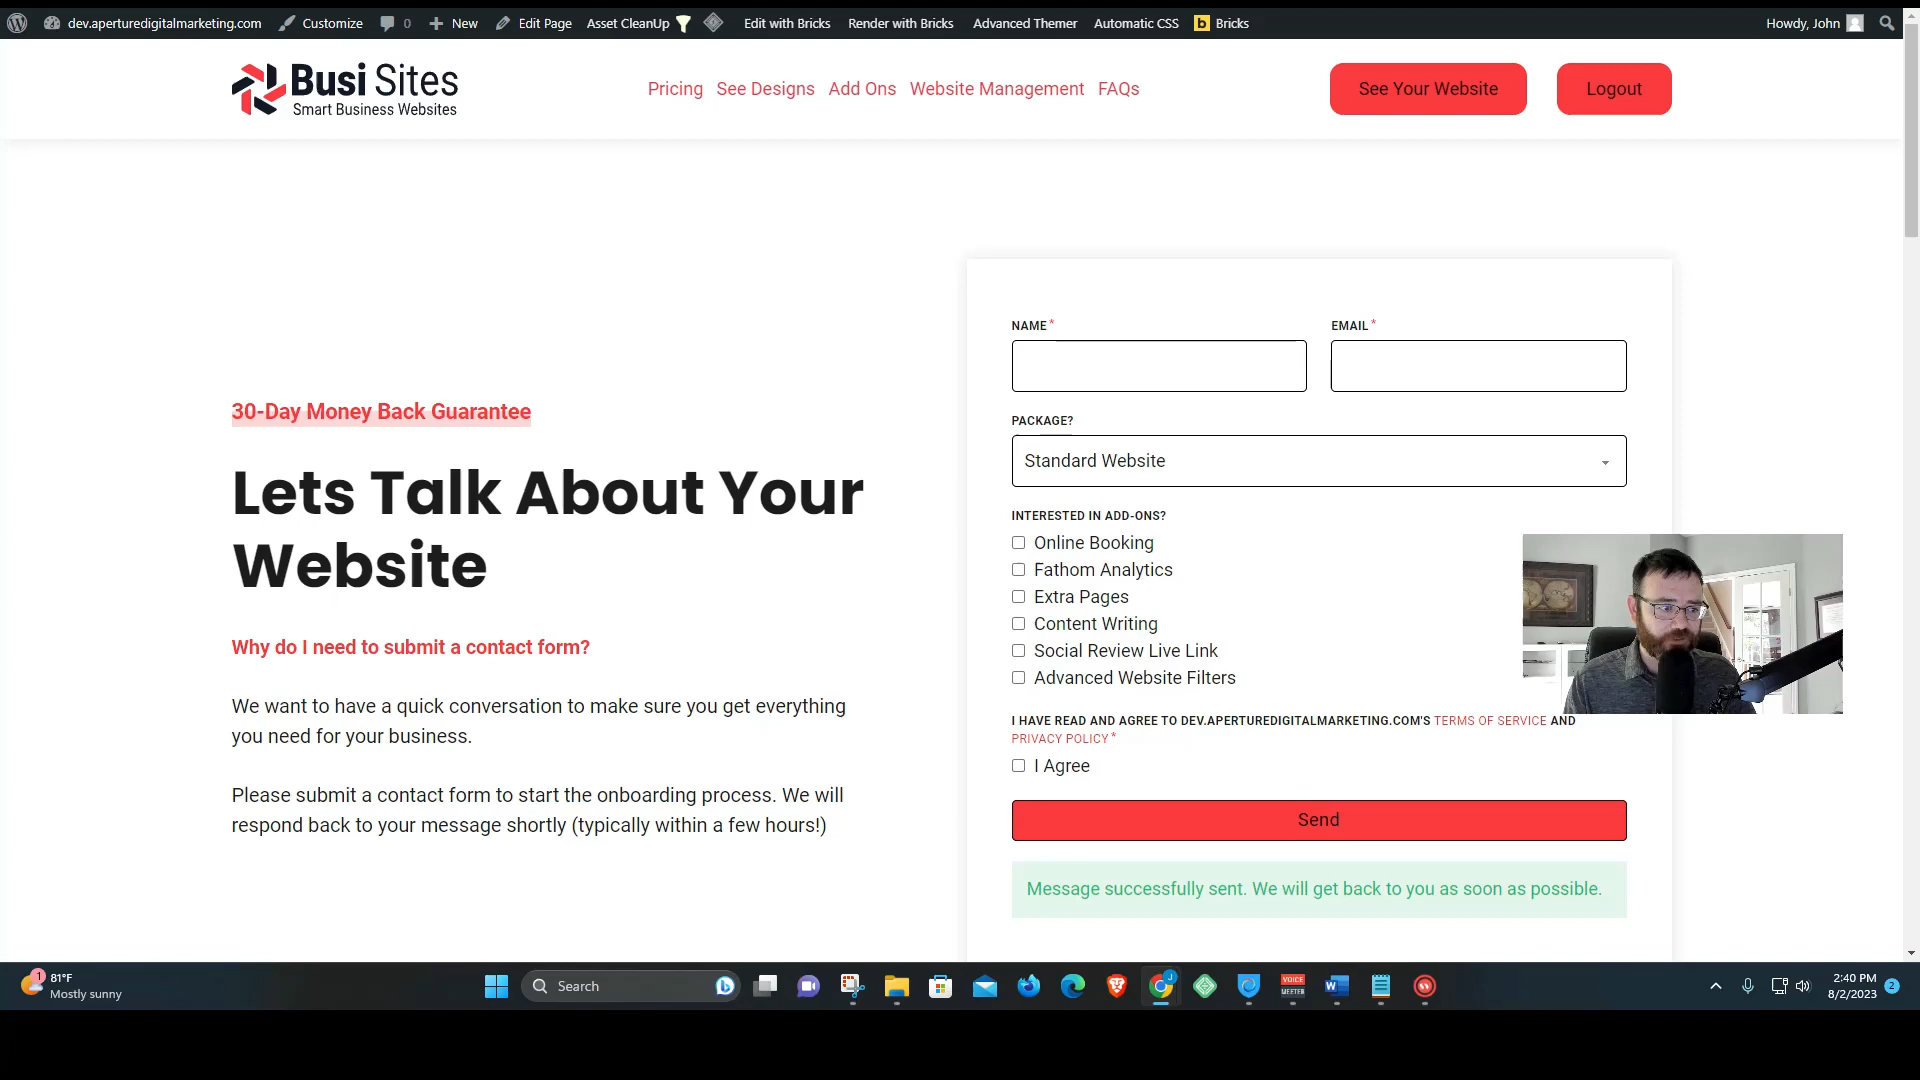 dev.aperturedigitalmarketing.com Customize 0 New Edit Page Asset CleanUp Edit with Bricks Render with Bricks Advanced Themer Automatic CSS b Bricks Howdy, John
Busi Sites
Smart Business Websites
Pricing See Designs Add Ons Website Management FAQs
See Your Website Logout
30-Day Money Back Guarantee
Lets Talk About Your
Website
Why do I need to submit a contact form?
We want to have a quick conversation to make sure you get everything
you need for your business.
Please submit a contact form to start the onboarding process. We will
respond back to your message shortly (typically within a few hours!)
NAME * EMAIL *
PACKAGE?
Standard Website
INTERESTED IN ADD-ONS?
Online Booking
Fathom Analytics
Extra Pages
Content Writing
Social Review Live Link
Advanced Website Filters
I HAVE READ AND AGREE TO DEV.APERTUREDIGITALMARKETING.COM'S TERMS OF SERVICE AND
PRIVACY POLICY *
I Agree
Send
Message successfully sent. We will get back to you as soon as possible.
1
81°F
Mostly sunny
Search
J
VOICE
MEETER
W
2:40 PM
8/2/2023
2